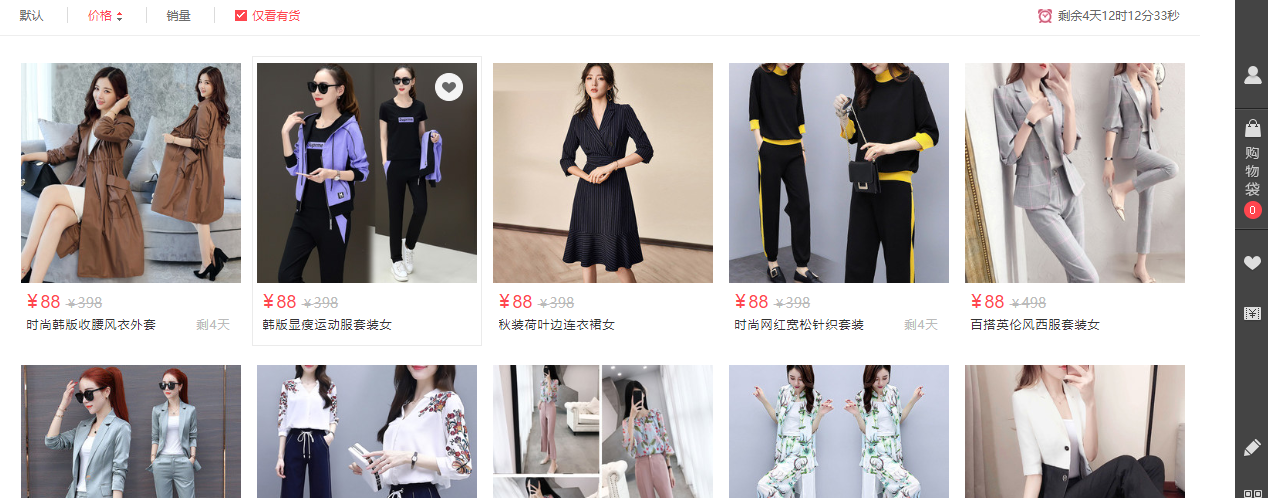 默认 价格 销量 仅看有货 剩余4天12时12分33秒
¥88 ¥398
时尚韩版收腰风衣外套 剩4天
¥88 ¥398
韩版显瘦运动服套装女
¥88 ¥398
秋装荷叶边连衣裙女
¥88 ¥398
时尚网红宽松针织套装 剩4天
¥88 ¥498
百搭英伦风西服套装女
购
物
袋
0